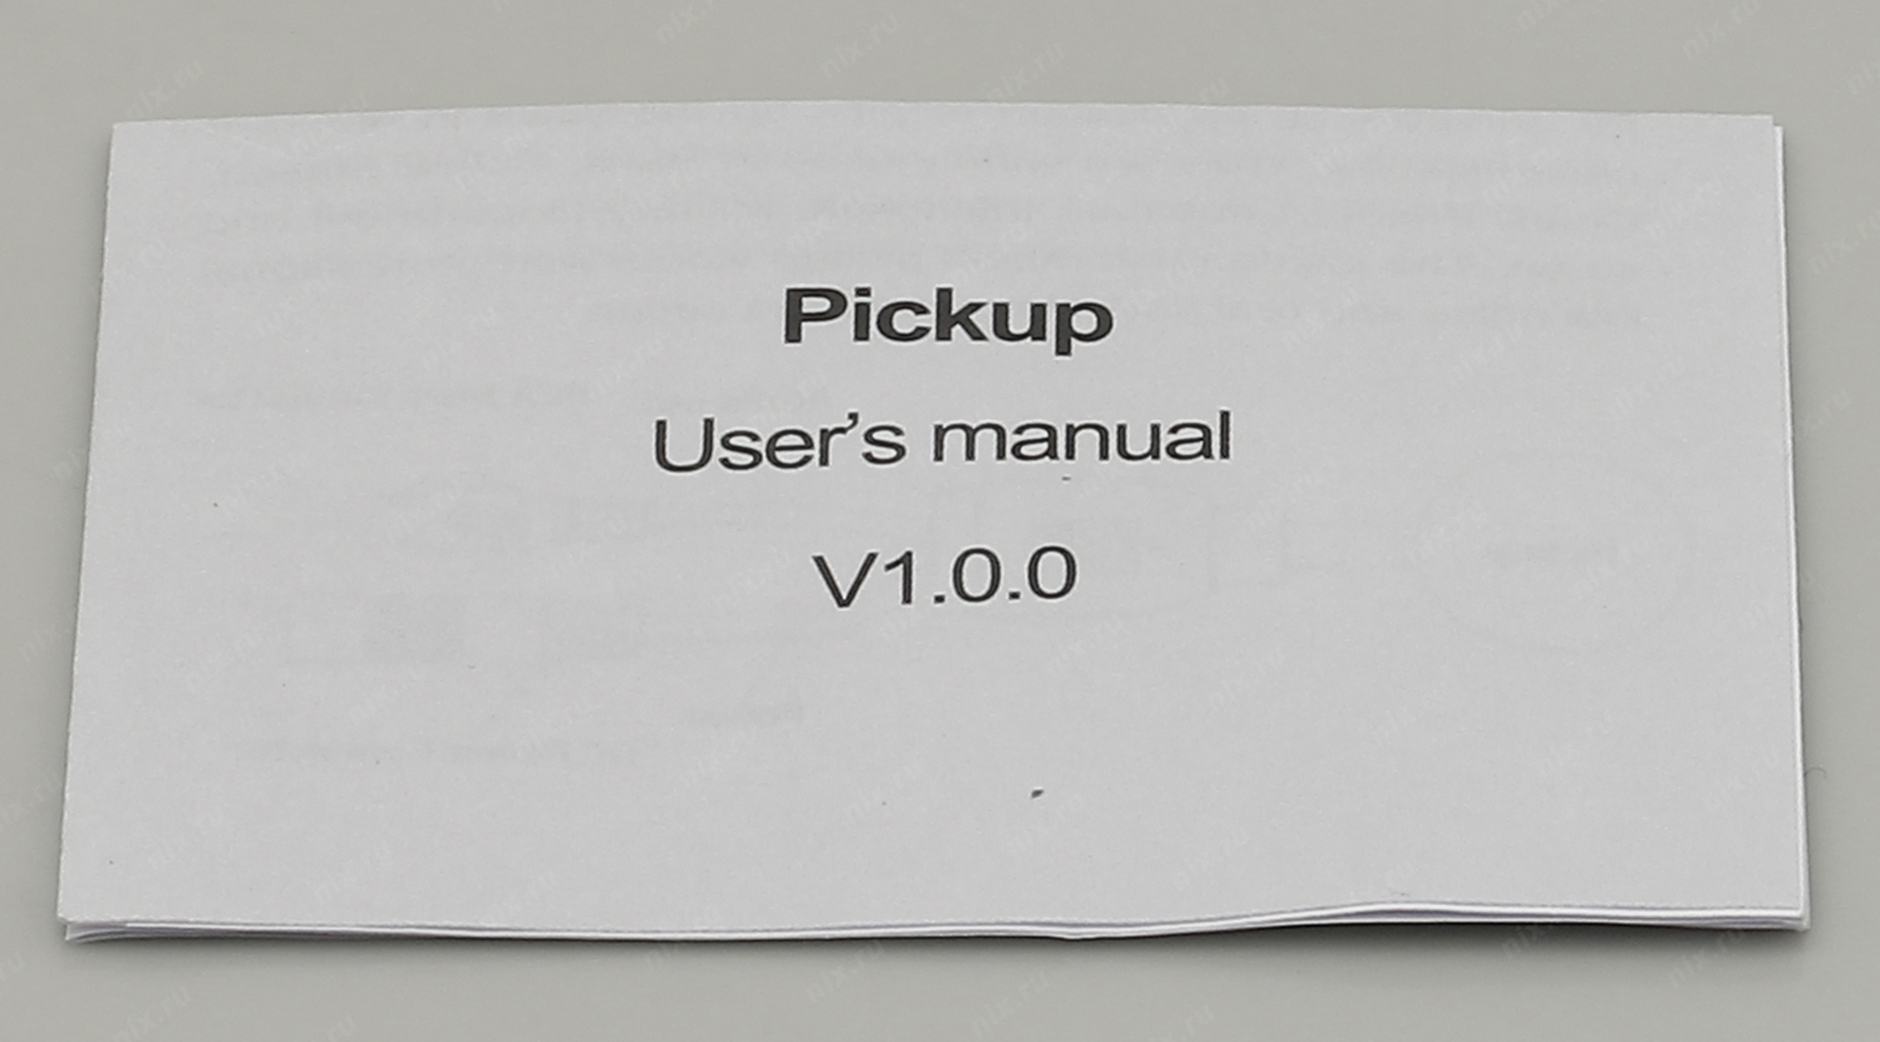 Pickup
User’s manual
V1.0.0